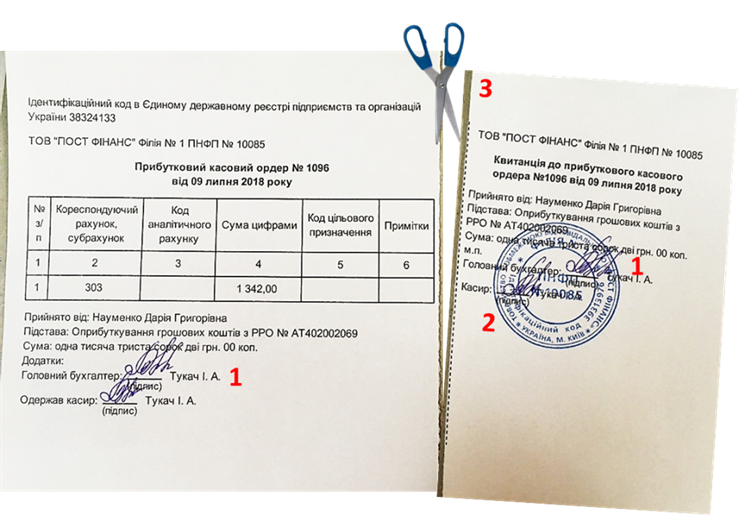 Ідентифікаційний код в Єдиному державному реєстрі підприємств та організацій
України 38324133
ТОВ "ПОСТ ФІНАНС" Філія № 1 ПНФП № 10085
Прибутковий касовий ордер № 1096
від 09 липня 2018 року
№ з/п Кореспондуючий рахунок, субрахунок Код аналітичного рахунку Сума цифрами Код цільового призначення Примітки
1 2 3 4 5 6
1 303 1 342,00
Прийнято від: Науменко Дарія Григорівна
Підстава: Оприбуткування грошових коштів з РРО № АТ402002069
Сума: одна тисяча триста сорок дві грн. 00 коп.
Додатки:
Головний бухгалтер: Тукач І. А. 1
(підпис)
Одержав касир: Тукач І. А.
(підпис)
3
ТОВ "ПОСТ ФІНАНС" Філія № 1 ПНФП № 10085
Квитанція до прибуткового касового
ордера №1096 від 09 липня 2018 року
Прийнято від: Науменко Дарія Григорівна
Підстава: Оприбуткування грошових коштів з
РРО № АТ402002069
Сума: одна тисяча триста сорок дві грн. 00 коп.
м.п. 1
Головний бухгалтер: Тукач І. А.
(підпис)
Касир: Тукач І. А.
(підпис)
2
ПНФП
№10085
УКРАЇНА, М. КИЇВ